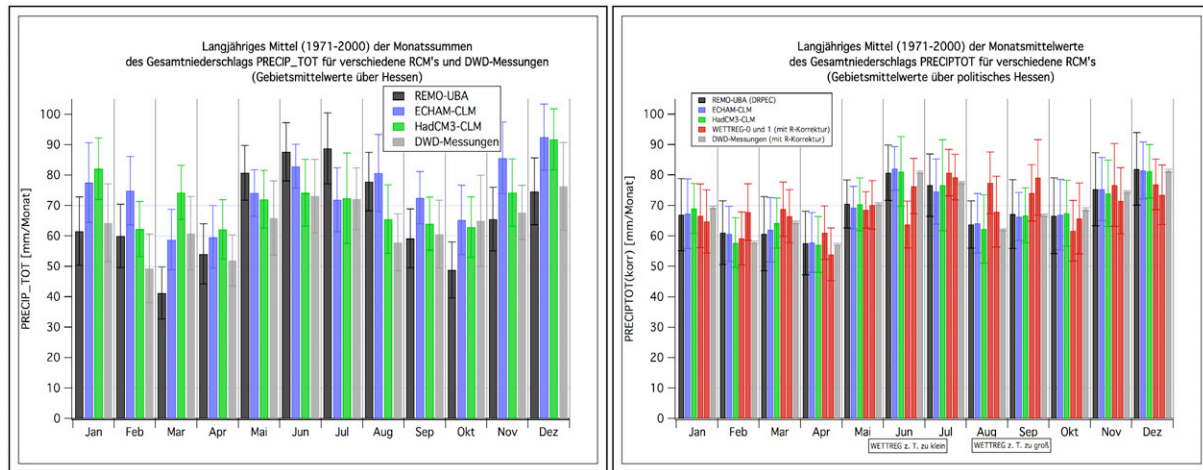 Langjähriges Mittel (1971-2000) der Monatssummen
des Gesamtniederschlags PRECIP_TOT für verschiedene RCM's und DWD-Messungen
(Gebietsmittelwerte über Hessen)
REMO-UBA
ECHAM-CLM
HadCM3-CLM
DWD-Messungen
PRECIP_TOT [mm/Monat]
100
90
80
70
60
50
40
30
20
10
0
Jan Feb Mar Apr Mai Jun Jul Aug Sep Okt Nov Dez
Langjähriges Mittel (1971-2000) der Monatsmittelwerte
des Gesamtniederschlags PRECIPTOT für verschiedene RCM's
(Gebietsmittelwerte über politisches Hessen)
REMO-UBA (DRPEC)
ECHAM-CLM
HadCM3-CLM
WETTREG-0 und 1 (mit R-Korrektur)
DWD-Messungen (mit R-Korrektur)
PRECIPTOT(korr) [mm/Monat]
100
90
80
70
60
50
40
30
20
10
0
Jan Feb Mar Apr Mai Jun Jul Aug Sep Okt Nov Dez
WETTREG z. T. zu klein
WETTREG z. T. zu groß